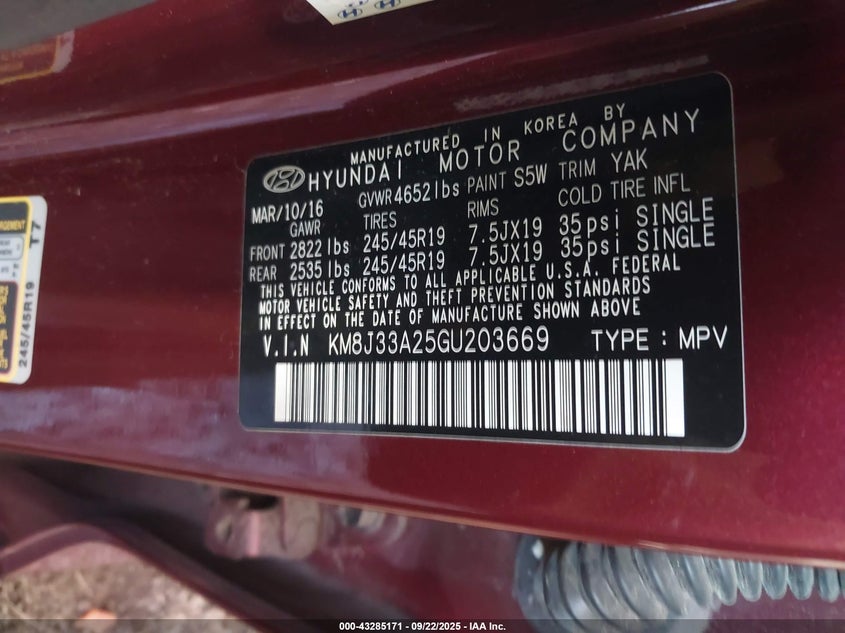 MANUFACTURED IN KOREA BY
HYUNDAI MOTOR COMPANY
MAR/10/16 GVWR 4652 lbs PAINT S5W TRIM YAK
GAWR TIRES RIMS COLD TIRE INFL
FRONT 2822 lbs 245/45R19 7.5JX19 35 psi SINGLE
REAR 2535 lbs 245/45R19 7.5JX19 35 psi SINGLE
THIS VEHICLE CONFORMS TO ALL APPLICABLE U.S.A. FEDERAL
MOTOR VEHICLE SAFETY AND THEFT PREVENTION STANDARDS
IN EFFECT ON THE DATE OF MANUFACTURE SHOWN ABOVE
V.I.N KM8J33A25GU203669 TYPE : MPV
245/45R19 T7
000-43285171 - 09/22/2025 - IAA Inc.